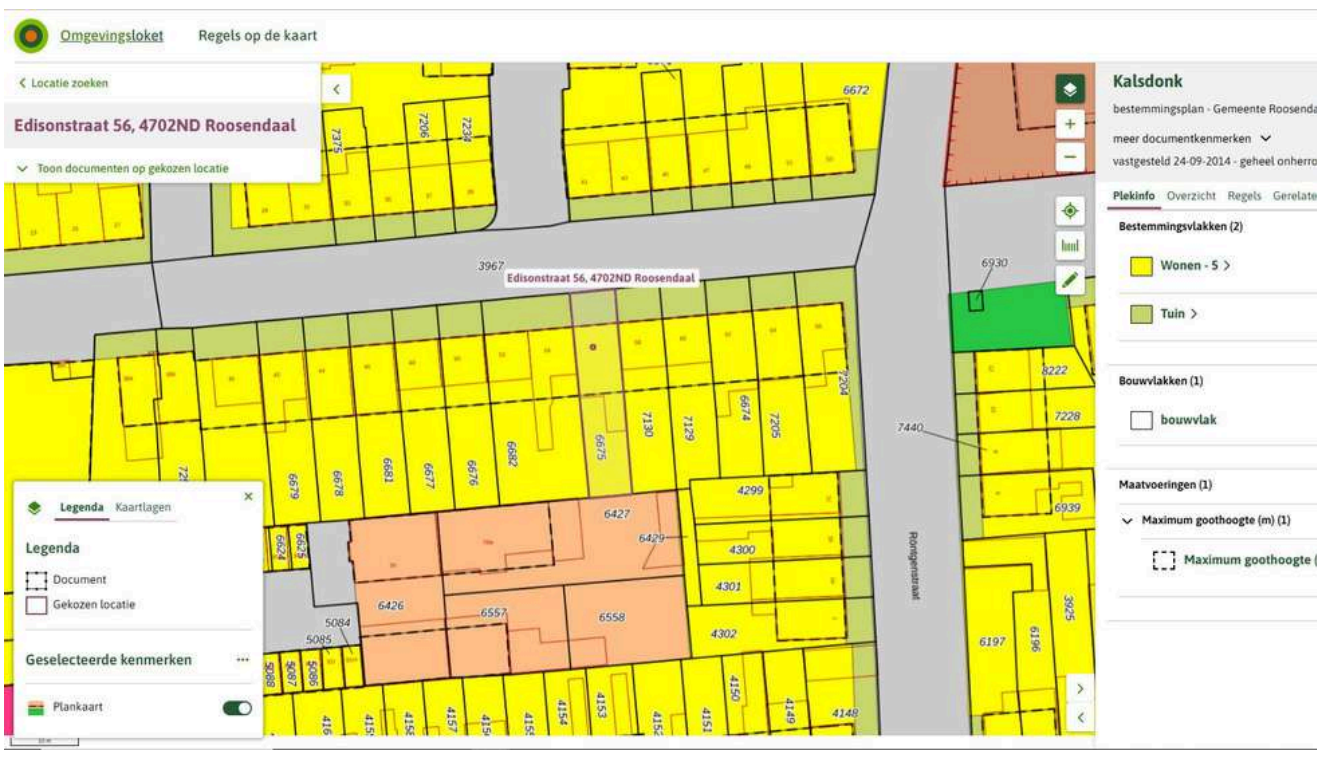 Omgevingsloket Regels op de kaart
Locatie zoeken
Edisonstraat 56, 4702ND Roosendaal
Toon documenten op gekozen locatie
Kalsdonk
bestemmingsplan - Gemeente Roosenda
meer documentkenmerken
vastgesteld 24-09-2014 - geheel onherro
Plekinfo Overzicht Regels Gerelate
Bestemmingsvlakken (2)
Wonen - 5
Tuin
Bouwvlakken (1)
bouwvlak
Maatvoeringen (1)
Maximum goothoogte (m) (1)
Maximum goothoogte (
7375
7206
7234
6672
3967
Edisonstraat 56, 4702ND Roosendaal
6930
8222
7228
7440
6939
7204
7205
6674
7129
7130
6675
6682
6676
6677
6681
6678
6679
6624
6625
6427
6429
4299
4300
4301
4302
6426
6557
6558
5084
5085
5086
5087
5088
Röntgenstraat
6197
6196
3925
4157
4154
4153
4152
4151
4150
4149
4148
Legenda Kaartlagen
Legenda
Document
Gekozen locatie
Geselecteerde kenmerken
Plankaart